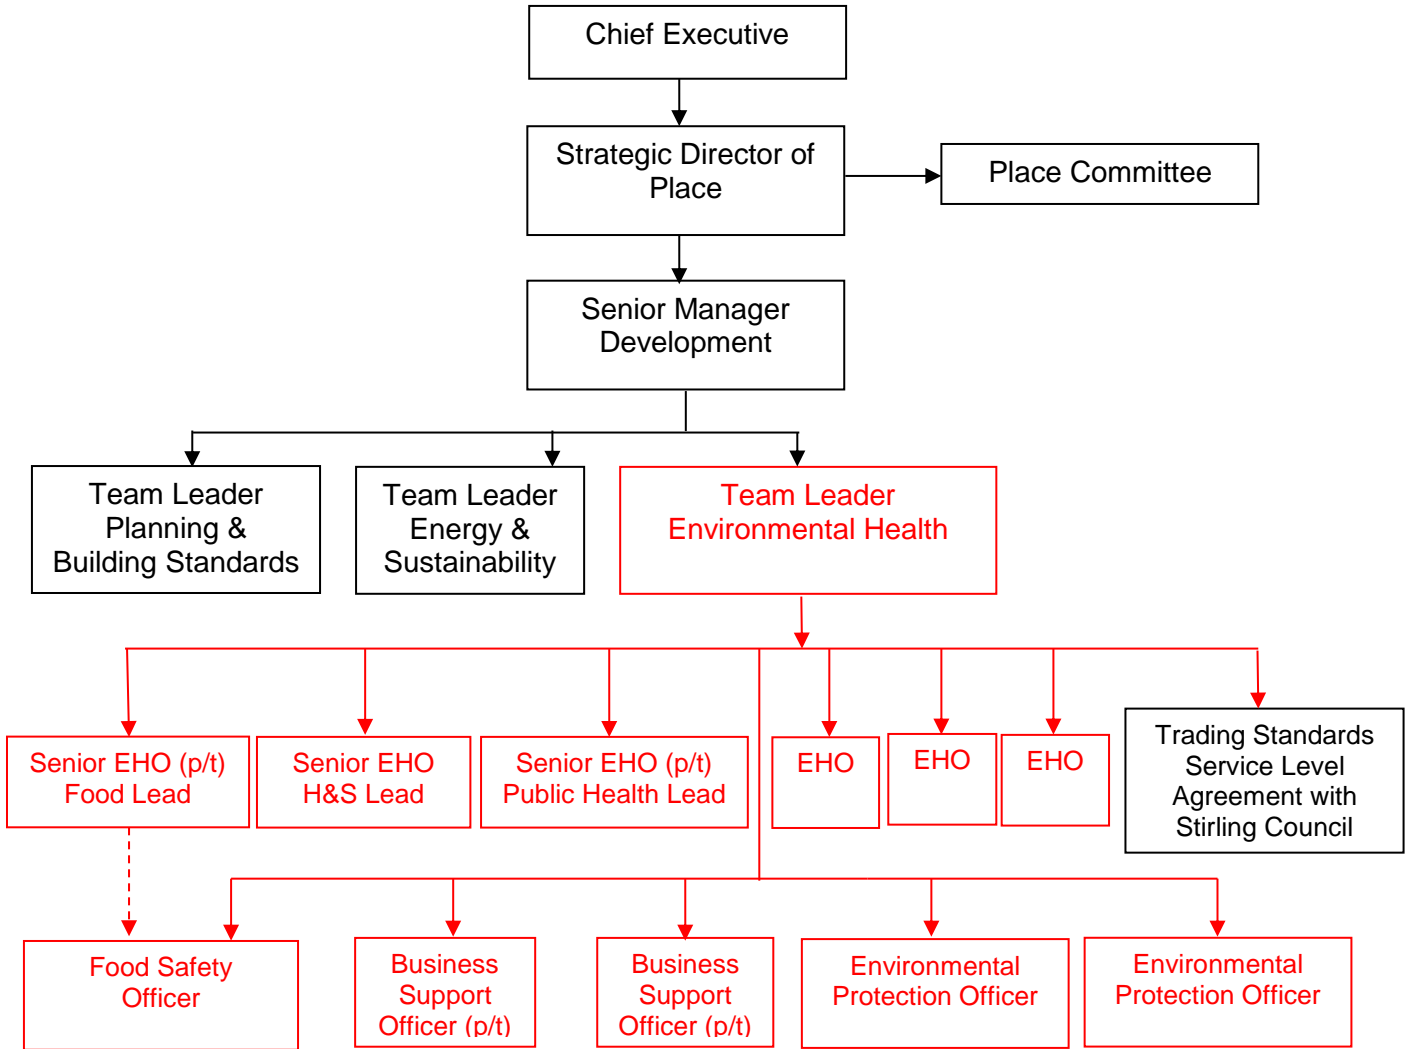 Chief Executive
Strategic Director of
Place
Place Committee
Senior Manager
Development
Team Leader
Planning &
Building Standards
Team Leader
Energy &
Sustainability
Team Leader
Environmental Health
Senior EHO (p/t)
Food Lead
Senior EHO
H&S Lead
Senior EHO (p/t)
Public Health Lead
EHO
EHO
EHO
Trading Standards
Service Level
Agreement with
Stirling Council
Food Safety
Officer
Business
Support
Officer (p/t)
Business
Support
Officer (p/t)
Environmental
Protection Officer
Environmental
Protection Officer